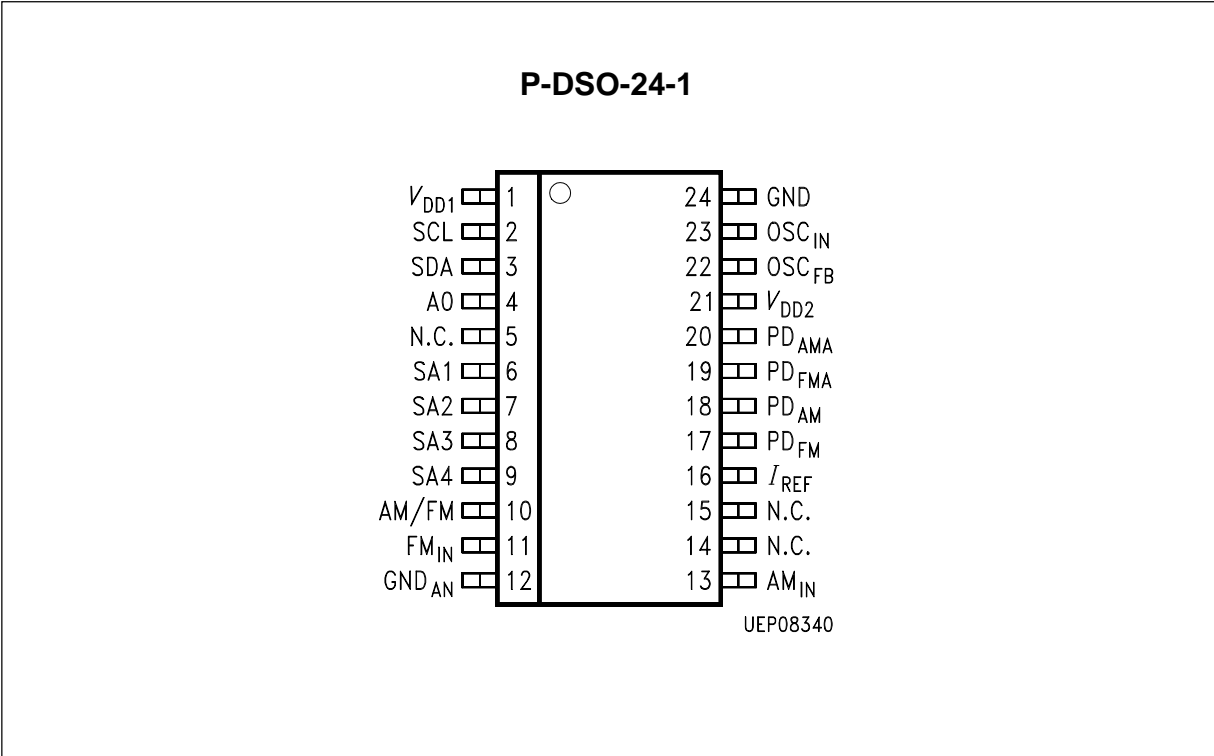 P-DSO-24-1
VDD1 1 24 GND
SCL 2 23 OSCIN
SDA 3 22 OSCFB
A0 4 21 VDD2
N.C. 5 20 PDAMA
SA1 6 19 PDFMA
SA2 7 18 PDAM
SA3 8 17 PDFM
SA4 9 16 IREF
AM/FM 10 15 N.C.
FMIN 11 14 N.C.
GNDAN 12 13 AMIN
UEP08340